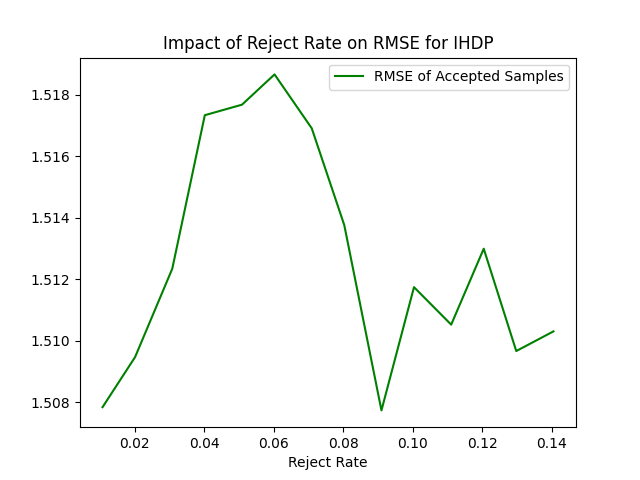 Impact of Reject Rate on RMSE for IHDP
RMSE of Accepted Samples
1.518
1.516
1.514
1.512
1.510
1.508
0.02 0.04 0.06 0.08 0.10 0.12 0.14
Reject Rate